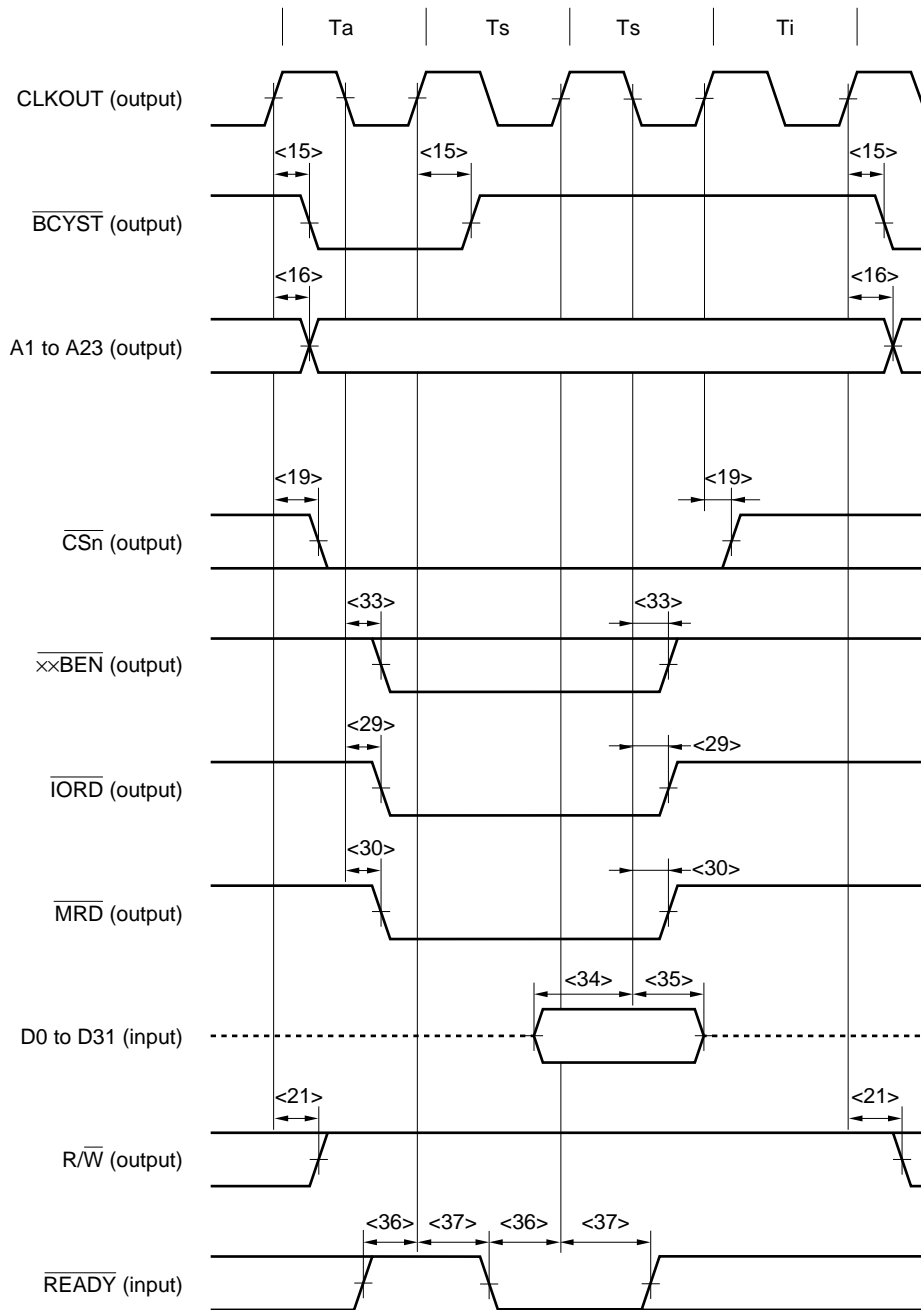 Ta Ts Ts Ti
CLKOUT (output)
<15> <15> <15>
BCYST (output)
<16> <16>
A1 to A23 (output)
<19> <19>
CSn (output)
<33> <33>
××BEN (output)
<29> <29>
IORD (output)
<30> <30>
MRD (output)
<34> <35>
D0 to D31 (input)
<21> <21>
R/W (output)
<36> <37> <36> <37>
READY (input)